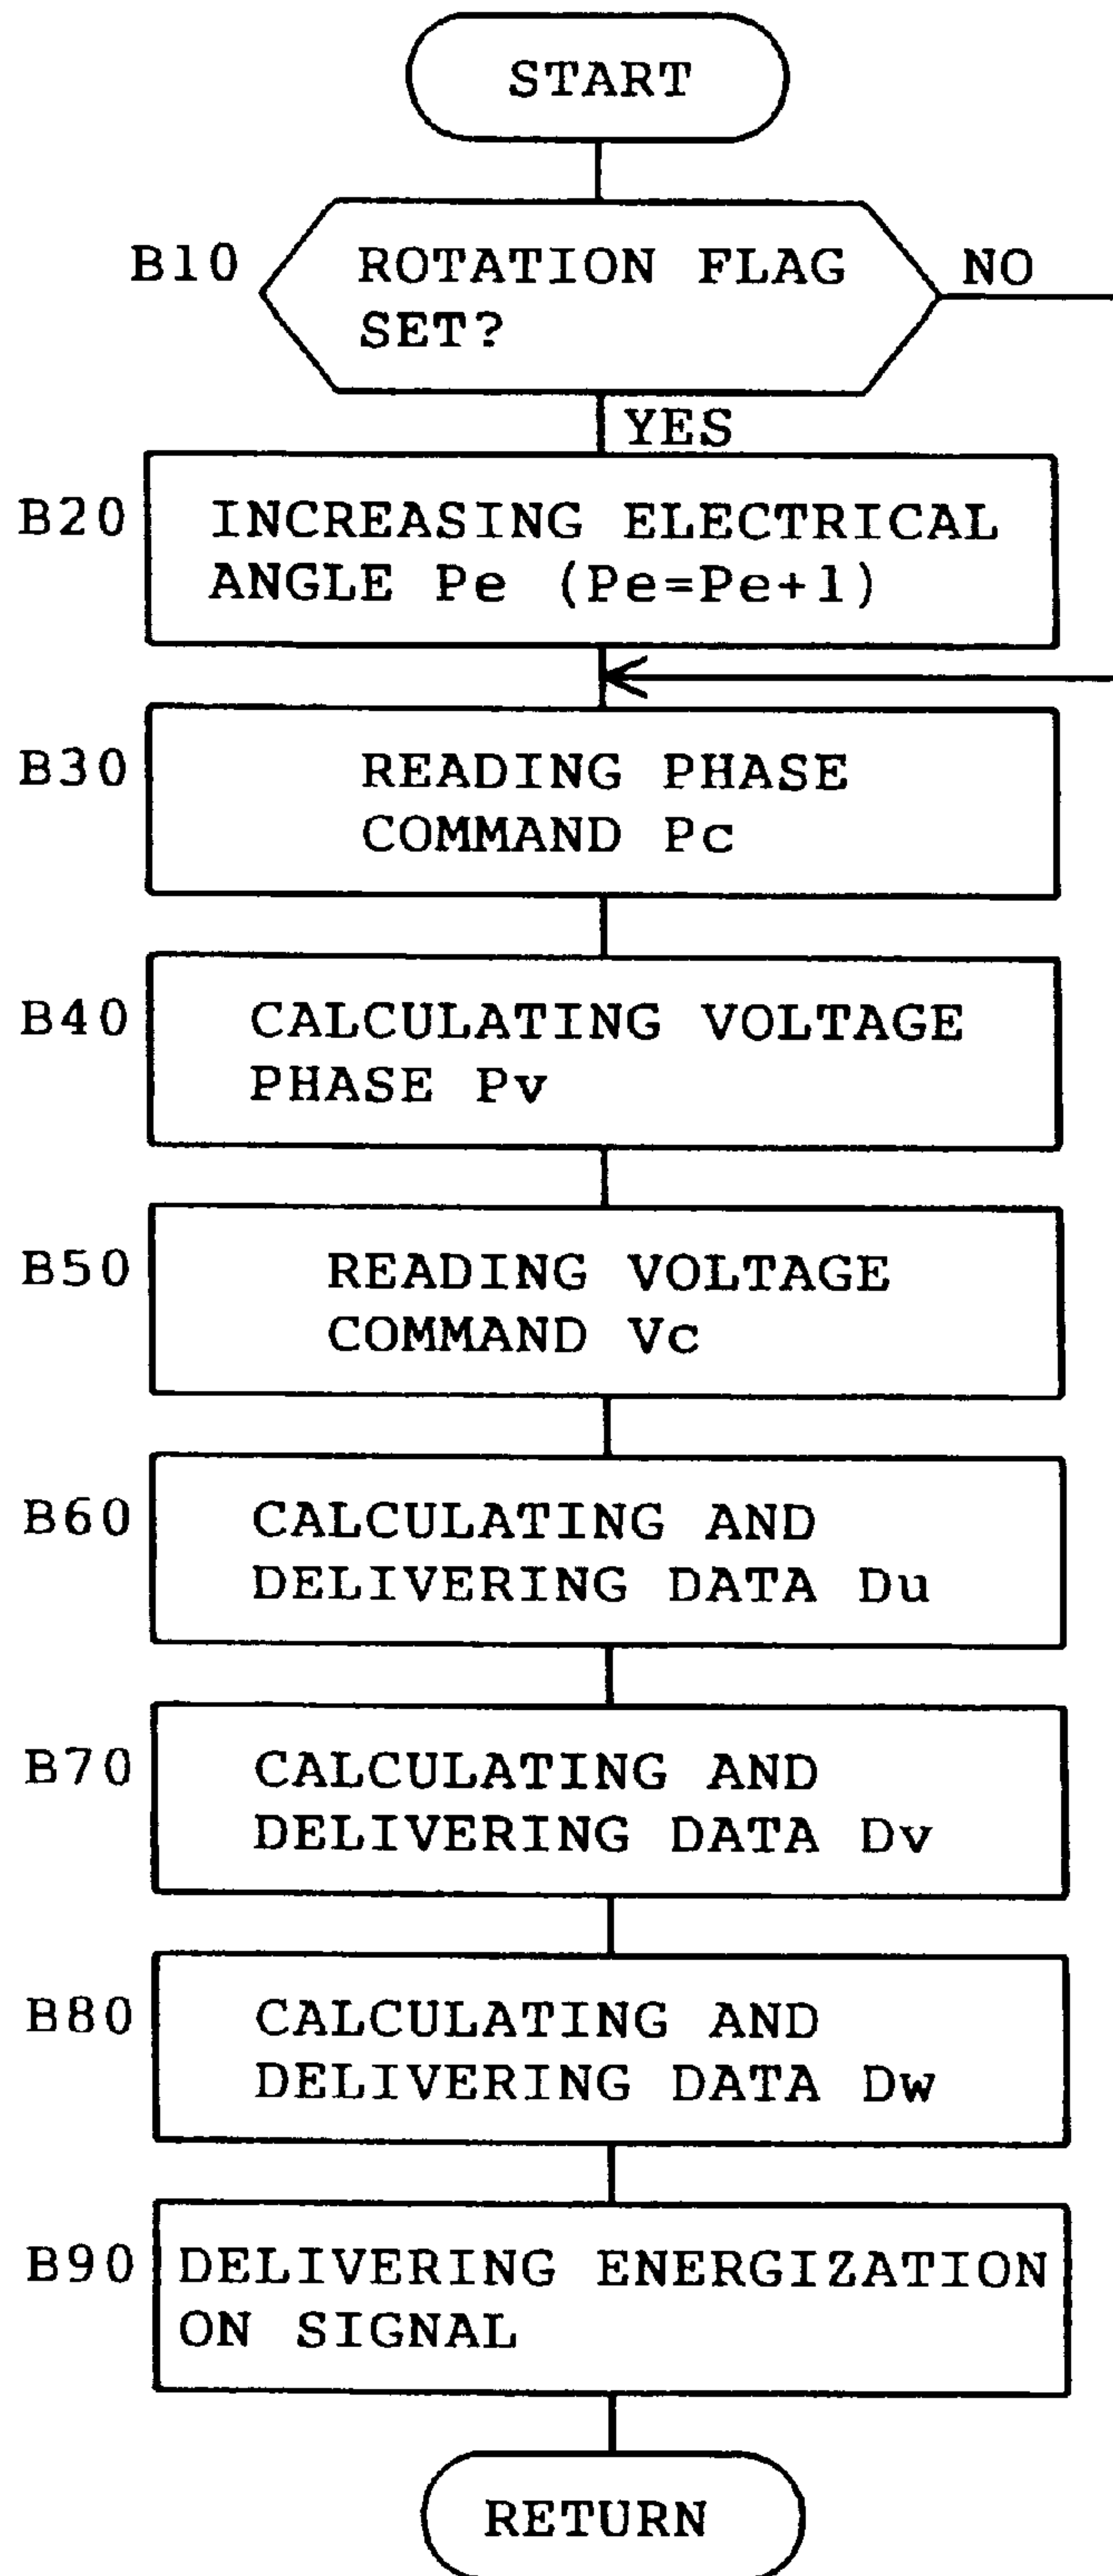 START
B10
ROTATION FLAG
SET?
NO
YES
B20
INCREASING ELECTRICAL
ANGLE Pe (Pe=Pe+1)
B30
READING PHASE
COMMAND Pc
B40
CALCULATING VOLTAGE
PHASE Pv
B50
READING VOLTAGE
COMMAND Vc
B60
CALCULATING AND
DELIVERING DATA Du
B70
CALCULATING AND
DELIVERING DATA Dv
B80
CALCULATING AND
DELIVERING DATA Dw
B90
DELIVERING ENERGIZATION
ON SIGNAL
RETURN